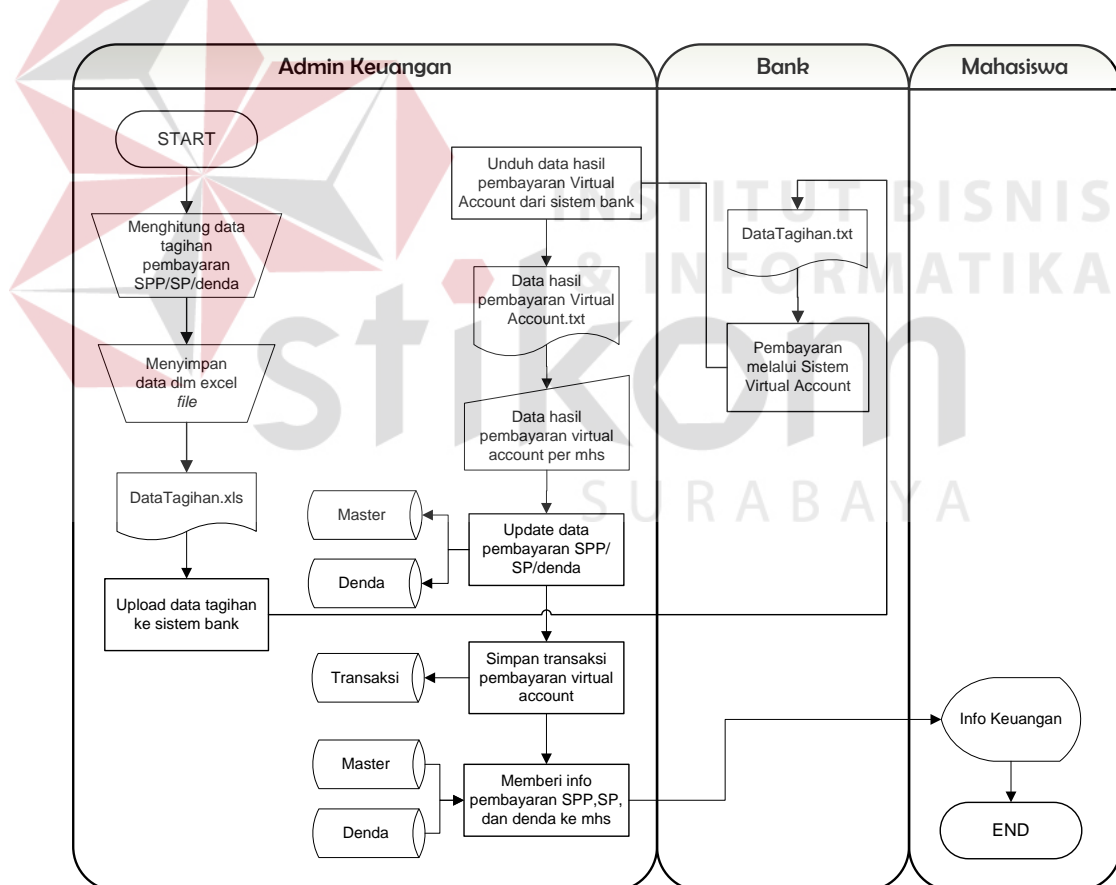 Admin Keuangan
Bank
Mahasiswa
START
Menghitung data
tagihan
pembayaran
SPP/SP/denda
Menyimpan
data dlm excel
file
DataTagihan.xls
Upload data tagihan
ke sistem bank
DataTagihan.txt
Pembayaran
melalui Sistem
Virtual Account
Unduh data hasil
pembayaran Virtual
Account dari sistem bank
Data hasil
pembayaran Virtual
Account.txt
Data hasil
pembayaran virtual
account per mhs
Update data
pembayaran SPP/
SP/denda
Master
Denda
Simpan transaksi
pembayaran virtual
account
Transaksi
Memberi info
pembayaran SPP,SP,
dan denda ke mhs
Master
Denda
Info Keuangan
END
INSTITUT BISNIS
& INFORMATIKA
stikom
SURABAYA